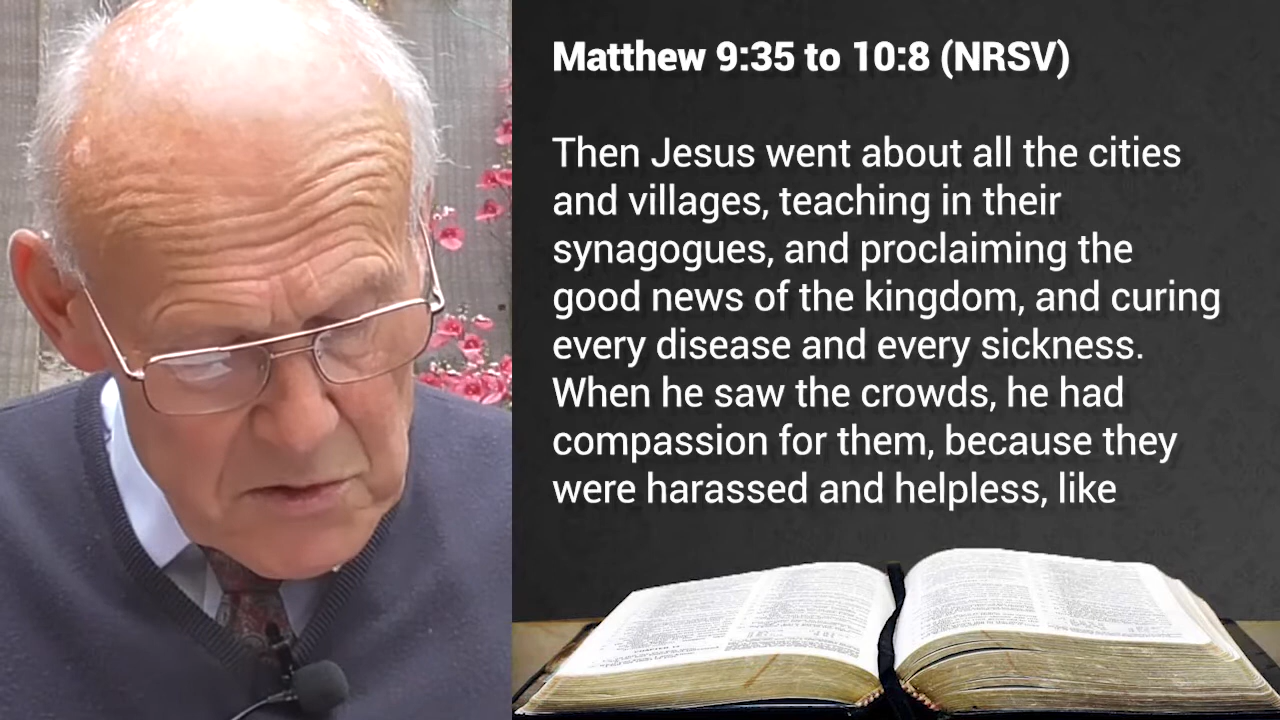 Matthew 9:35 to 10:8 (NRSV)
Then Jesus went about all the cities
and villages, teaching in their
synagogues, and proclaiming the
good news of the kingdom, and curing
every disease and every sickness.
When he saw the crowds, he had
compassion for them, because they
were harassed and helpless, like